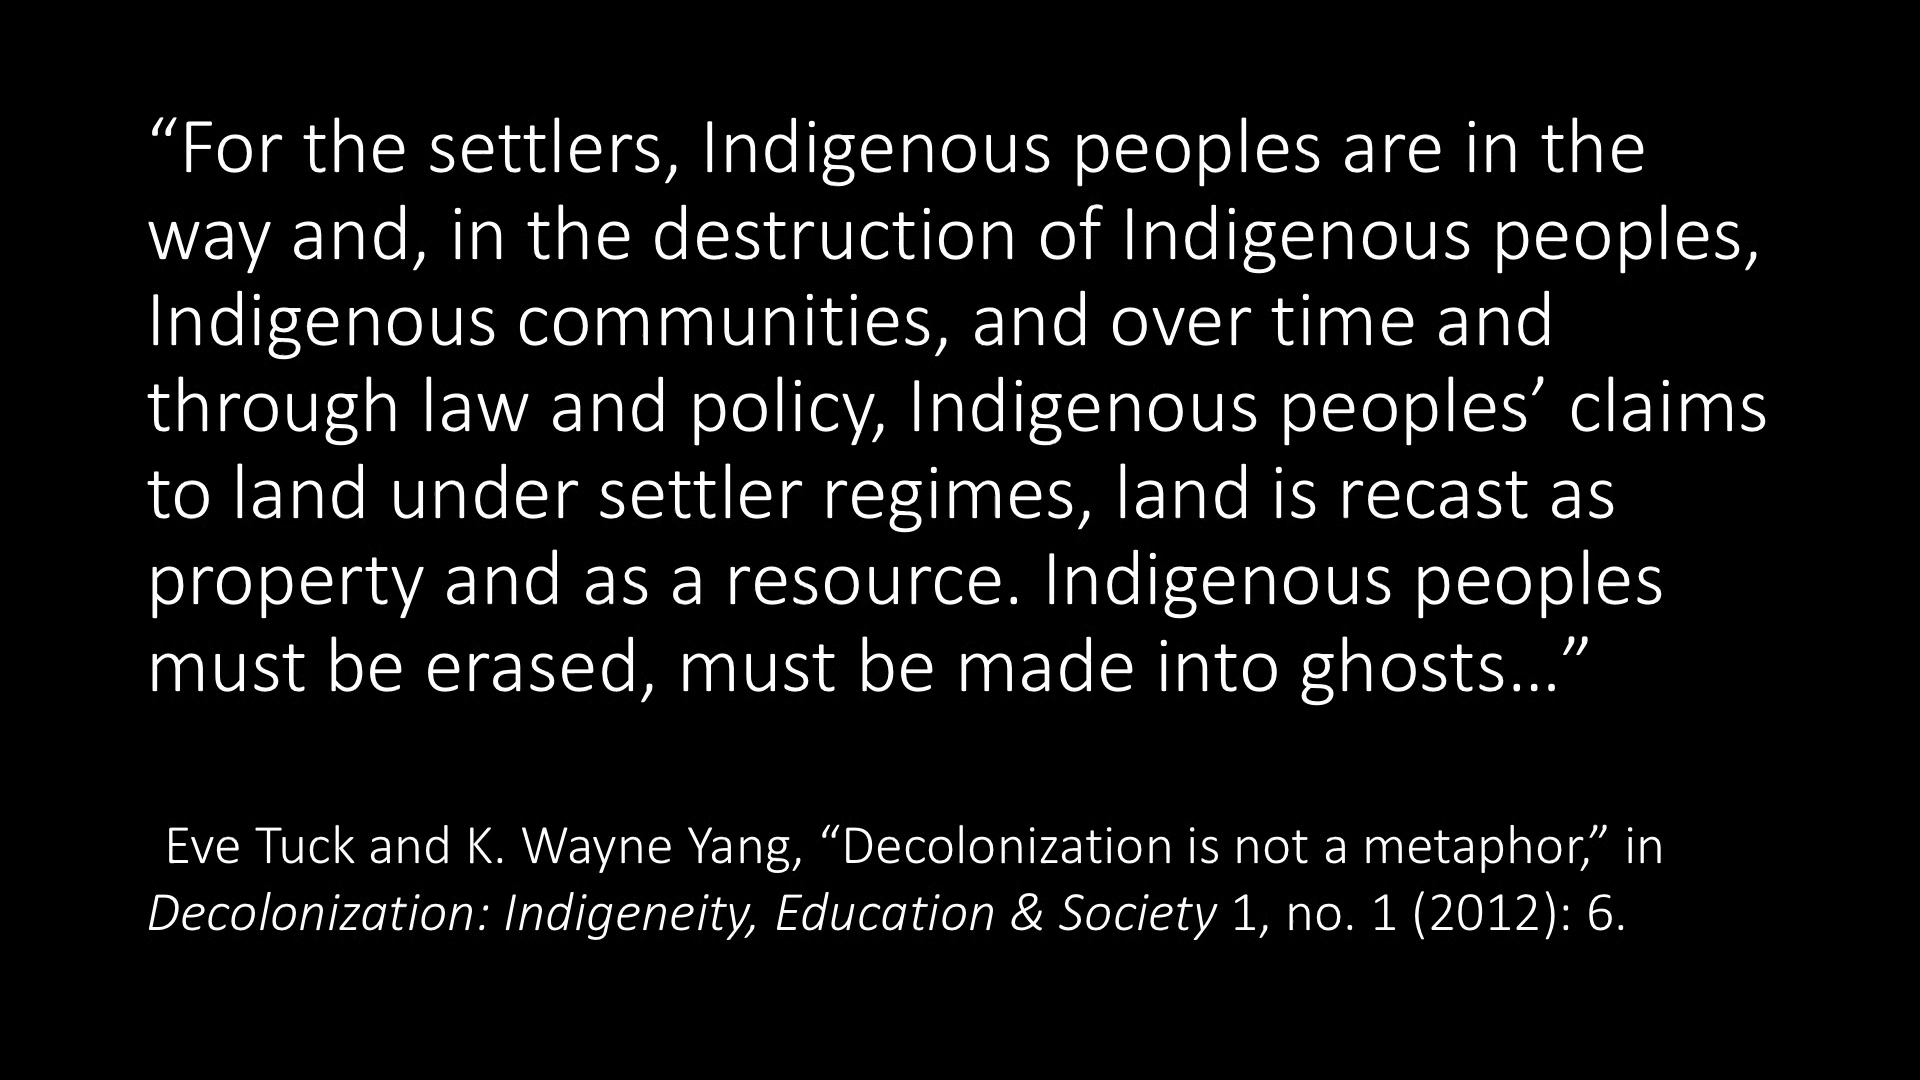 “For the settlers, Indigenous peoples are in the
way and, in the destruction of Indigenous peoples,
Indigenous communities, and over time and
through law and policy, Indigenous peoples’ claims
to land under settler regimes, land is recast as
property and as a resource. Indigenous peoples
must be erased, must be made into ghosts…”
Eve Tuck and K. Wayne Yang, “Decolonization is not a metaphor,” in
Decolonization: Indigeneity, Education & Society 1, no. 1 (2012): 6.